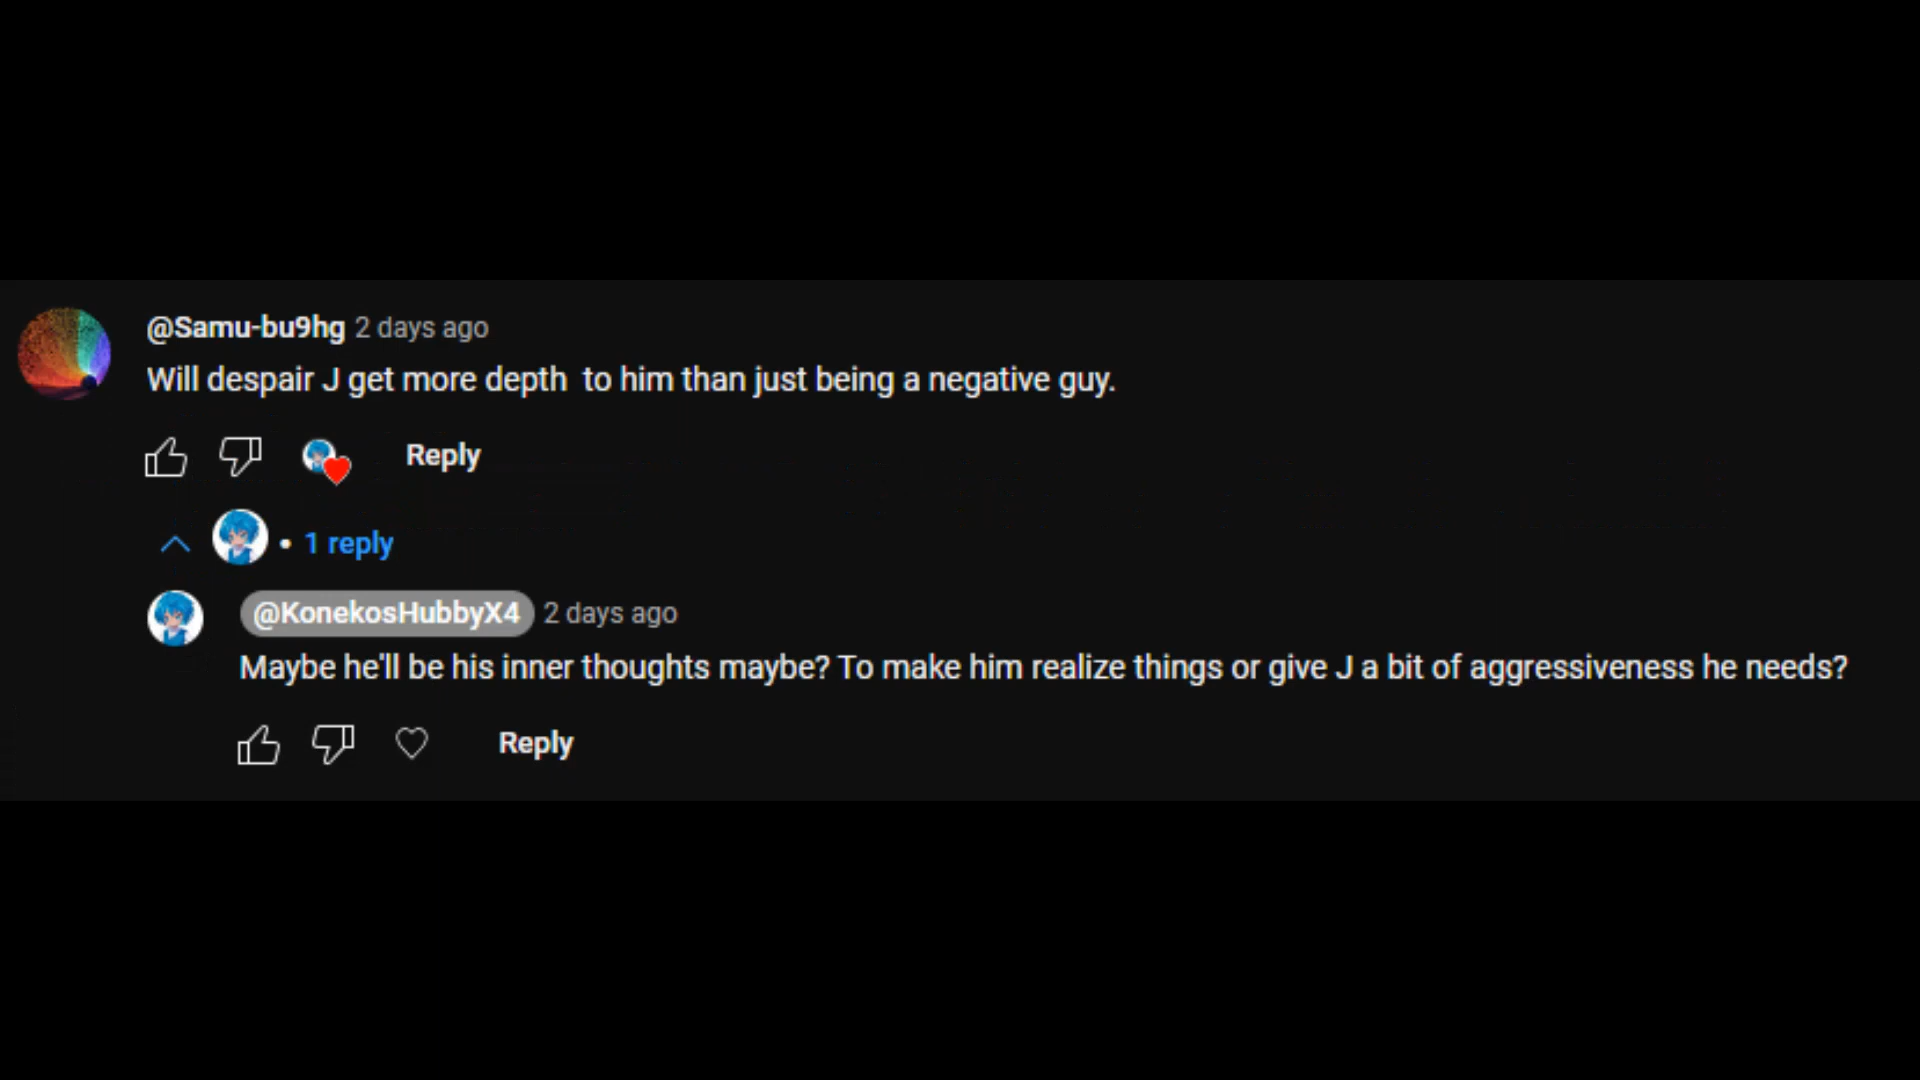 @Samu-bu9hg 2 days ago
Will despair J get more depth to him than just being a negative guy.
Reply
• 1 reply
@KonekosHubbyX4 2 days ago
Maybe he'll be his inner thoughts maybe? To make him realize things or give J a bit of aggressiveness he needs?
Reply